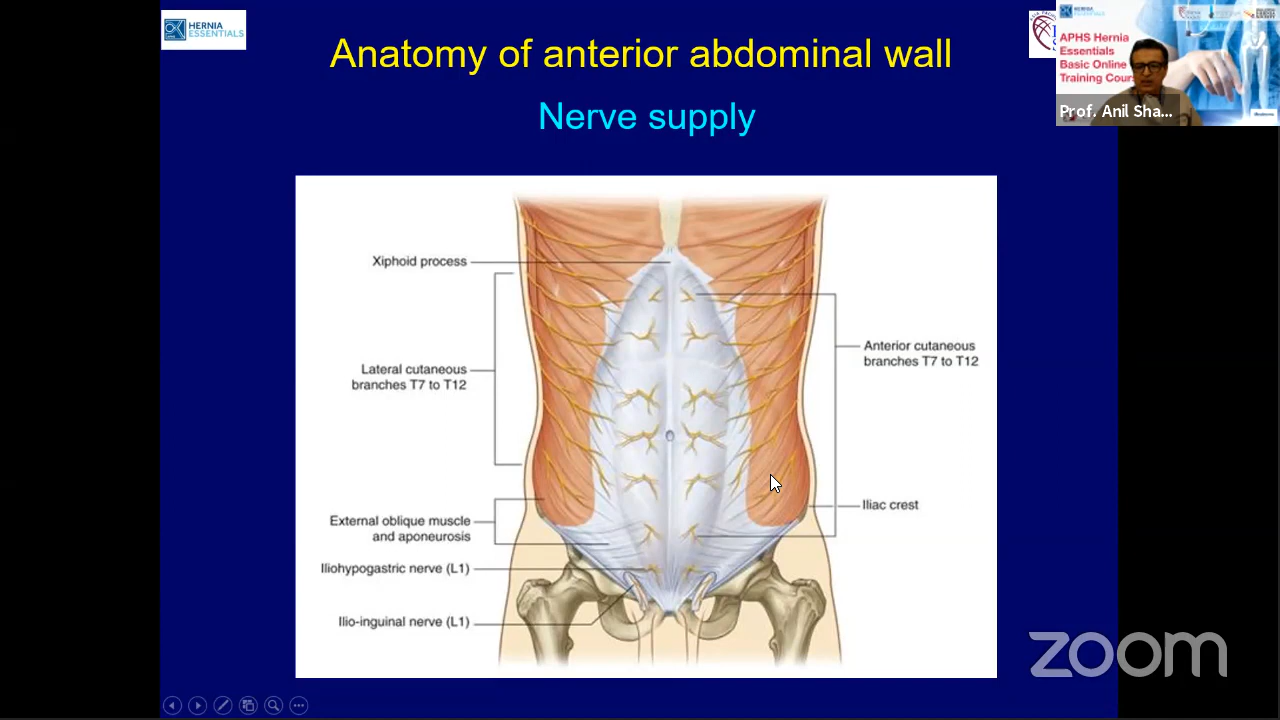 HERNIA
ESSENTIALS
Anatomy of anterior abdominal wall
Nerve supply
APHS Hernia
Essentials
Basic Online
Training Cour
Prof. Anil Sha...
Xiphoid process
Lateral cutaneous
branches T7 to T12
External oblique muscle
and aponeurosis
Iliohypogastric nerve (L1)
Ilio-inguinal nerve (L1)
Anterior cutaneous
branches T7 to T12
Iliac crest
zoom